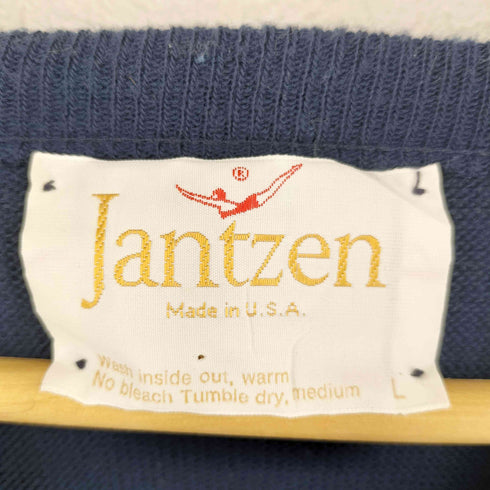 ®
Jantzen
Made in U.S.A.
Wash inside out, warm
No bleach Tumble dry, medium L